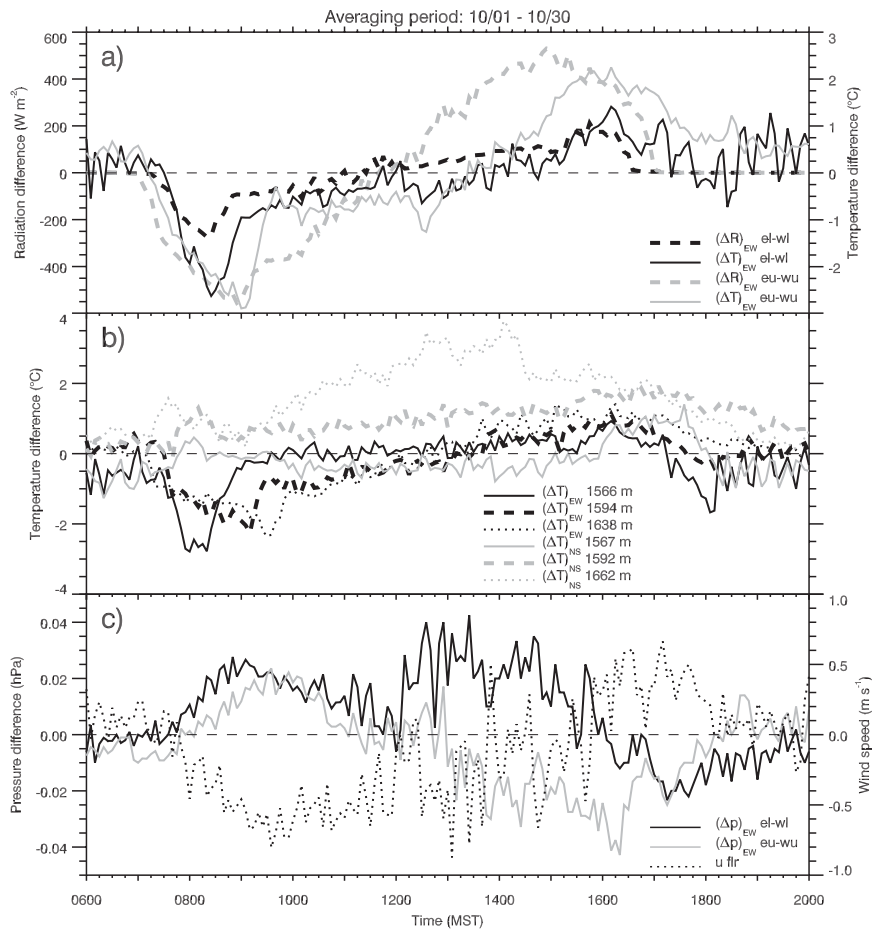 Averaging period: 10/01 - 10/30
a)
600
400
200
0
-200
-400
Radiation difference (W m-2)
3
2
1
0
-1
-2
Temperature difference (°C)
(ΔR)EW el-wl
(ΔT)EW el-wl
(ΔR)EW eu-wu
(ΔT)EW eu-wu
b)
4
2
0
-2
-4
Temperature difference (°C)
(ΔT)EW 1566 m
(ΔT)EW 1594 m
(ΔT)EW 1638 m
(ΔT)NS 1567 m
(ΔT)NS 1592 m
(ΔT)NS 1662 m
c)
0.04
0.02
0.00
-0.02
-0.04
Pressure difference (hPa)
1.0
0.5
0.0
-0.5
-1.0
Wind speed (m s-1)
(Δp)EW el-wl
(Δp)EW eu-wu
u flr
0600 0800 1000 1200 1400 1600 1800 2000
Time (MST)